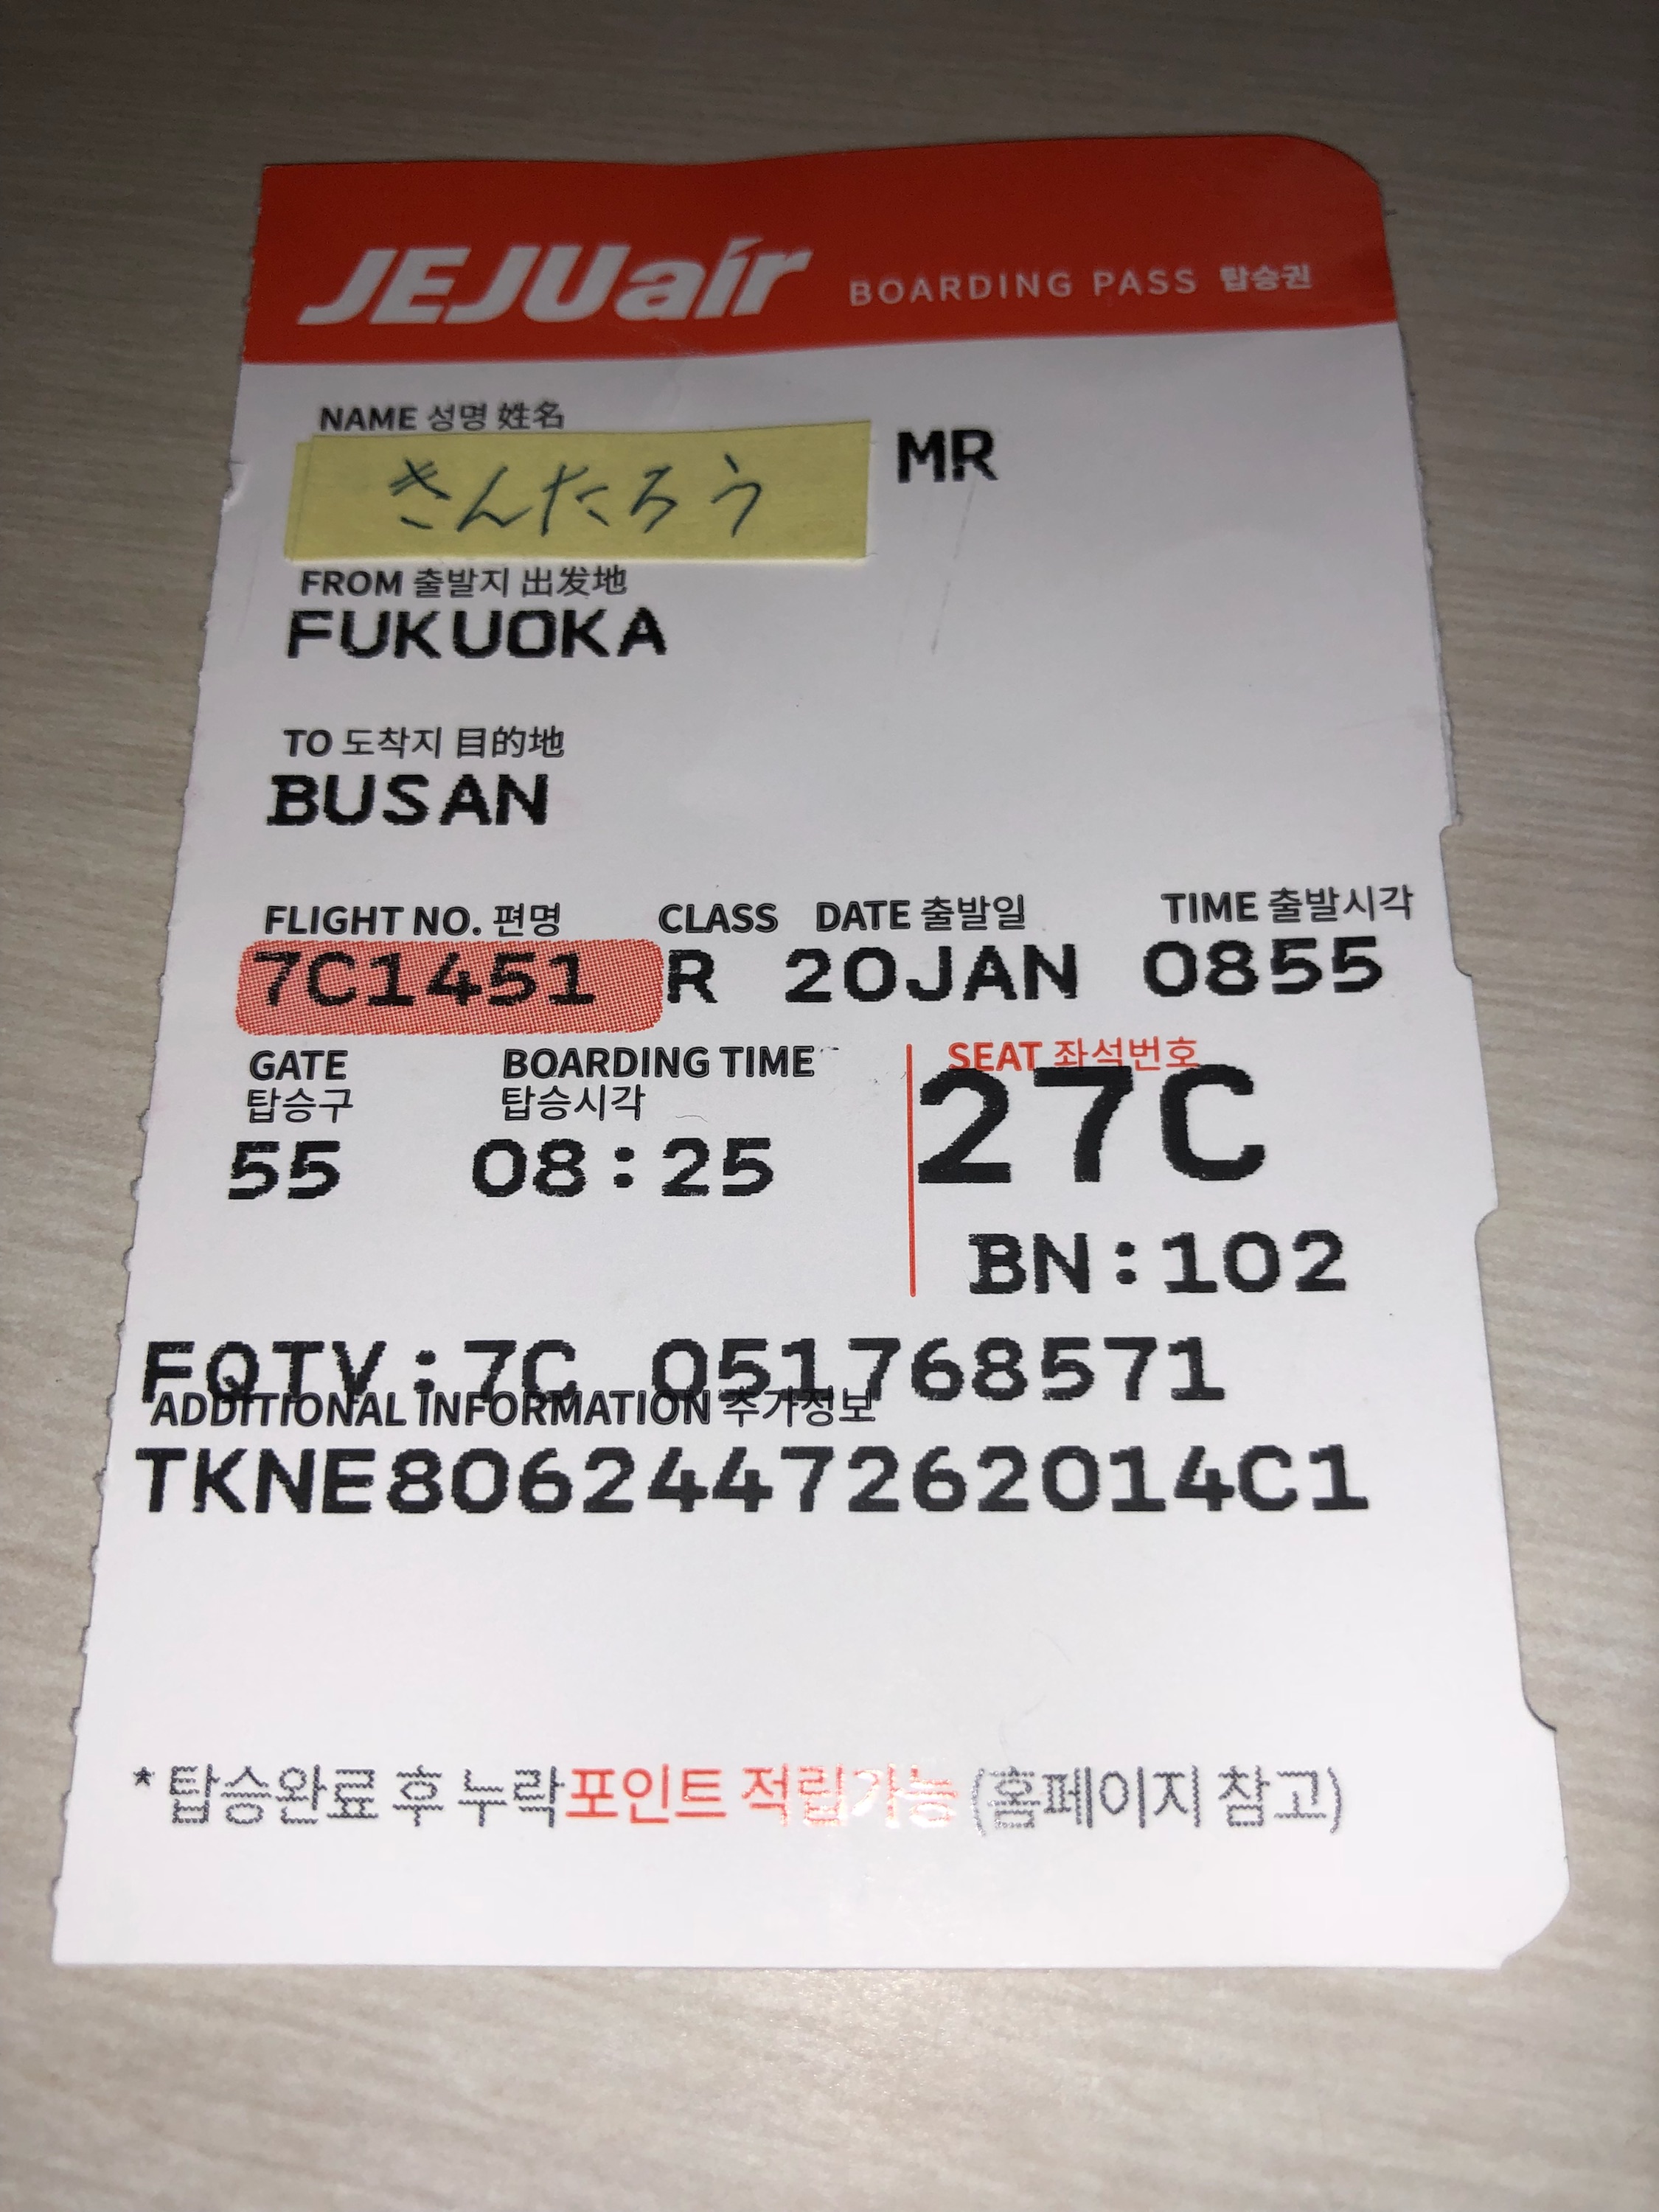 JEJUair BOARDING PASS 탑승권
NAME 성명 姓名
きんたろう MR
FROM 출발지 出发地
FUKUOKA
TO 도착지 目的地
BUSAN
FLIGHT NO. 편명 CLASS DATE 출발일 TIME 출발시각
7C1451 R 20JAN 0855
GATE BOARDING TIME SEAT 좌석번호
탑승구 탑승시각
55 08:25 27C
BN:102
FQTV:7C 051768571
ADDITIONAL INFORMATION 추가정보
TKNE8062447262014C1
* 탑승완료 후 누락포인트 적립가능 (홈페이지 참고)